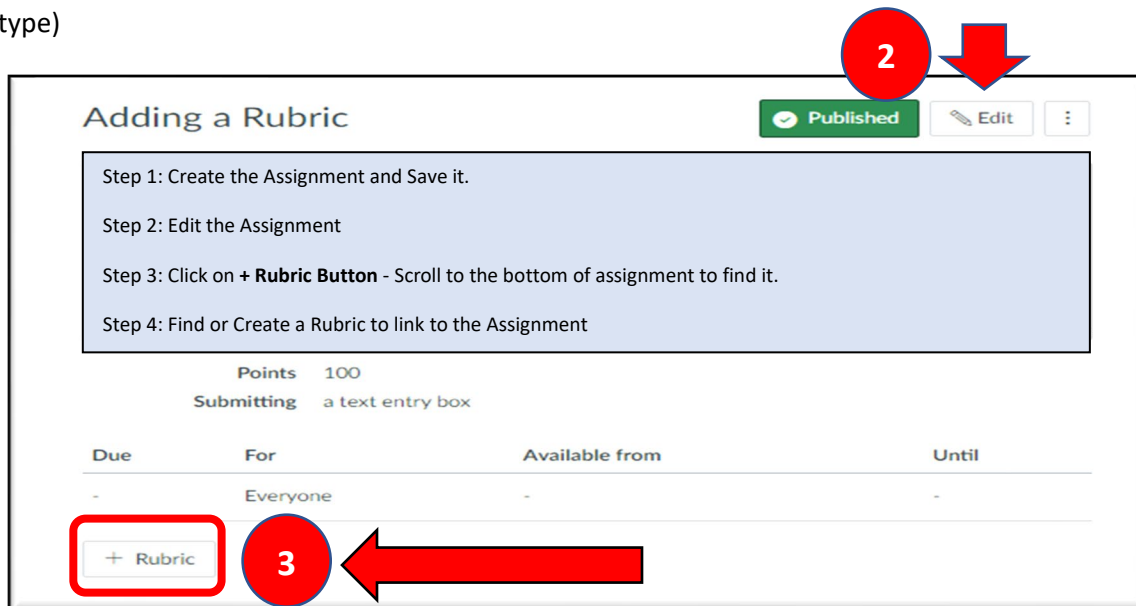 type)
2
Adding a Rubric
Published Edit
Step 1: Create the Assignment and Save it.
Step 2: Edit the Assignment
Step 3: Click on + Rubric Button - Scroll to the bottom of assignment to find it.
Step 4: Find or Create a Rubric to link to the Assignment
Points 100
Submitting a text entry box
Due For Available from Until
- Everyone - -
+ Rubric 3